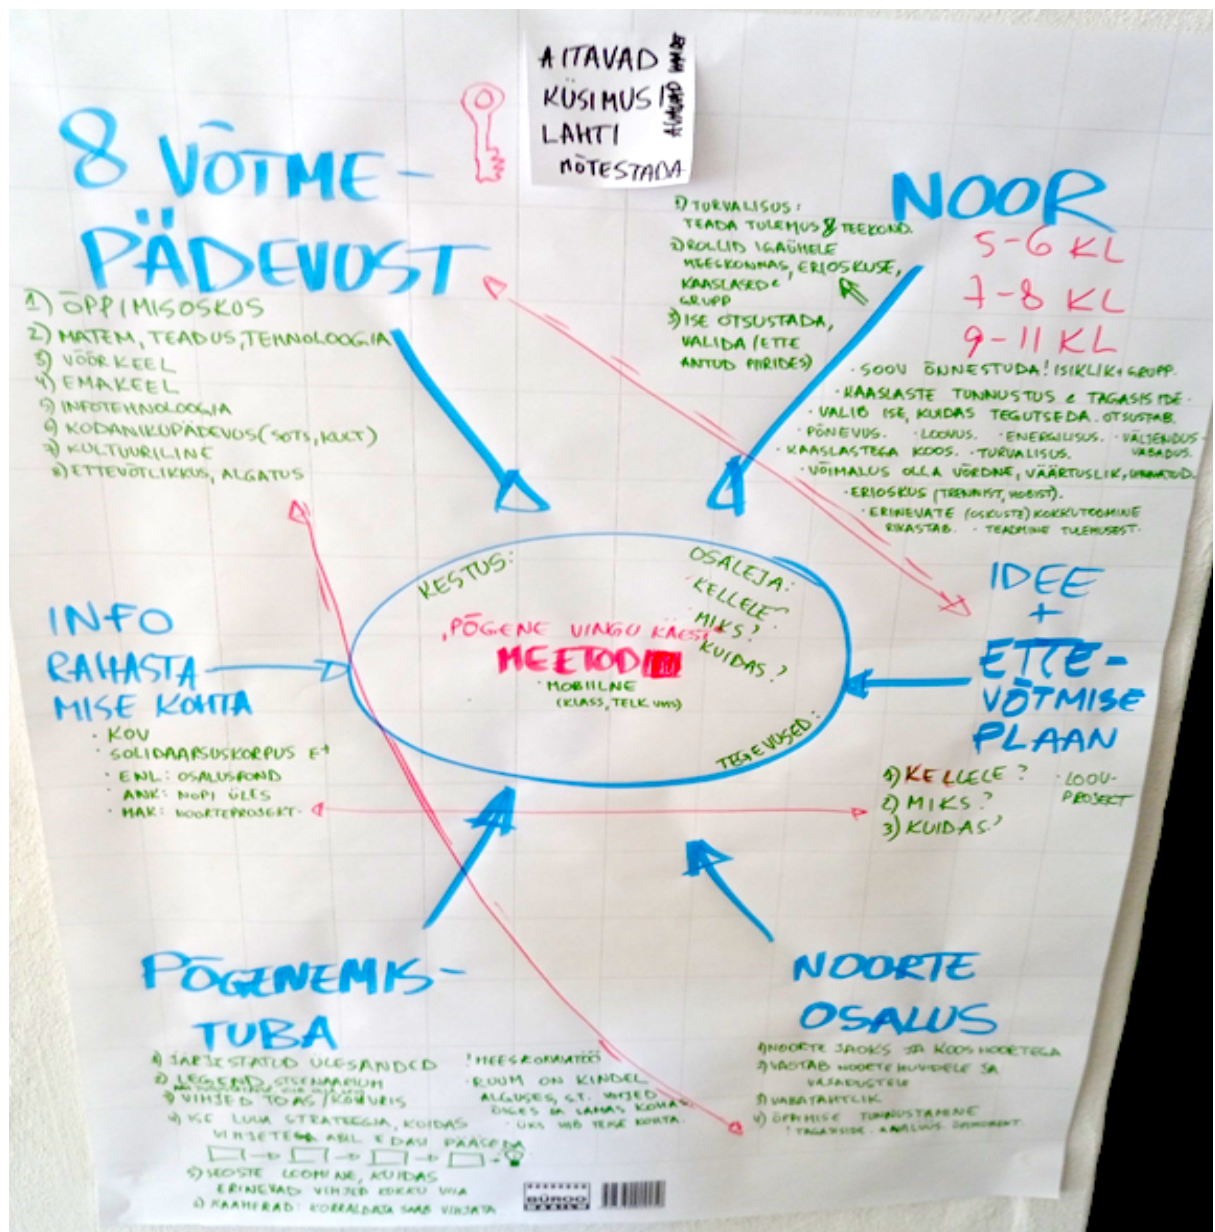 AITAVAD
KÜSIMUSI
LAHTI
MÕTESTADA
8 VÕTME-
PÄDEVUST
1) ÕPPIMISOSKUS
2) MATEM, TEADUS, TEHNOLOOGIA
3) VÕÕRKEEL
4) EMAKEEL
5) INFOTEHNOLOOGIA
6) KODANIKUPÄDEVUS (SOTS, KULT)
7) KULTUURILINE
8) ETTEVÕTLIKKUS, ALGATUS
NOOR
5-6 KL
7-8 KL
9-11 KL
1) TURVALISUS:
TEADA TULEMUS & TEEKOND.
2) ROLLID IGAÜHELE
MEESKONNAS, ERIOSKUSE,
KAASLASED &
GRUPP
3) ISE OTSUSTADA,
VALIDA (ETTE
ANTUD PIIRIDES)
· SOOV ÕNNESTUDA! ISIKLIK + GRUPP.
· KAASLASTE TUNNUSTUS & TAGASISIDE.
· VALIB ISE, KUIDAS TEGUTSEDA. OTSUSTAB.
· PÕNEVUS. · LOOVUS. · ENERGILISUS. · VÄLJENDUS-
VABADUS.
· KAASLASTEGA KOOS. · TURVALISUS.
· VÕIMALUS OLLA VÕRDNE, VÄÄRTUSLIK,
· ERIOSKUS (TRENNIST, HOBIST).
· ERINEVATE (OSKUSTE) KOKKUTOOMINE
RIKASTAB. · TEADMINE TULEMUSEST.
KESTUS:
OSALEJA:
· KELLELE?
· MIKS?
· KUIDAS?
„PÕGENE VINGU KÄEST"
MEETOD
· MOBIILNE
(KLASS, TELK VMS)
TEGEVUSED:
INFO
RAHASTA
MISE KOHTA
· KOV
· SOLIDAARSUSKORPUS E+
· ENL: OSALUSFOND
ANK: NOPI ÜLES
· HAK: NOORTEPROJEKT.
IDEE
+
ETTE-
VÕTMISE
PLAAN
1) KELLELE?
2) MIKS?
3) KUIDAS?
· LOOV-
PROJEKT
PÕGENEMIS-
TUBA
1) JÄRJESTATUD ÜLESANDED
2) LEGEND, STSENAARIUM
3) VIHJED TOAS / KOHVRIS
4) ISE LUUA STRATEEGIA, KUIDAS
VIHJETEGA ABIL EDASI PÄÄSEDA
5) SEOSTE LOOMINE, KUIDAS
ERINEVAD VIHJED KOKKU VIIA
6) KAAMERAD: KORRALDAJA SAAB VIHJATA
! MEESKONNATÖÖ
· RUUM ON KINDEL
ALGUSES, S.T. VIHJED
ÕIGES JA SAMAS KOHAS
· ÜKS VIIB TEISE KOHTA.
NOORTE
OSALUS
1) NOORTE JAOKS JA KOOS NOORTEGA
2) VASTAB NOORTE HUVIDELE JA
VAJADUSTELE
3) VABATAHTLIK
4) ÕPPIMISE TUNNUSTAMINE
! TAGASISIDE. ANALÜÜS. ÕPIMOMENT.
BÜROO
MAAILM